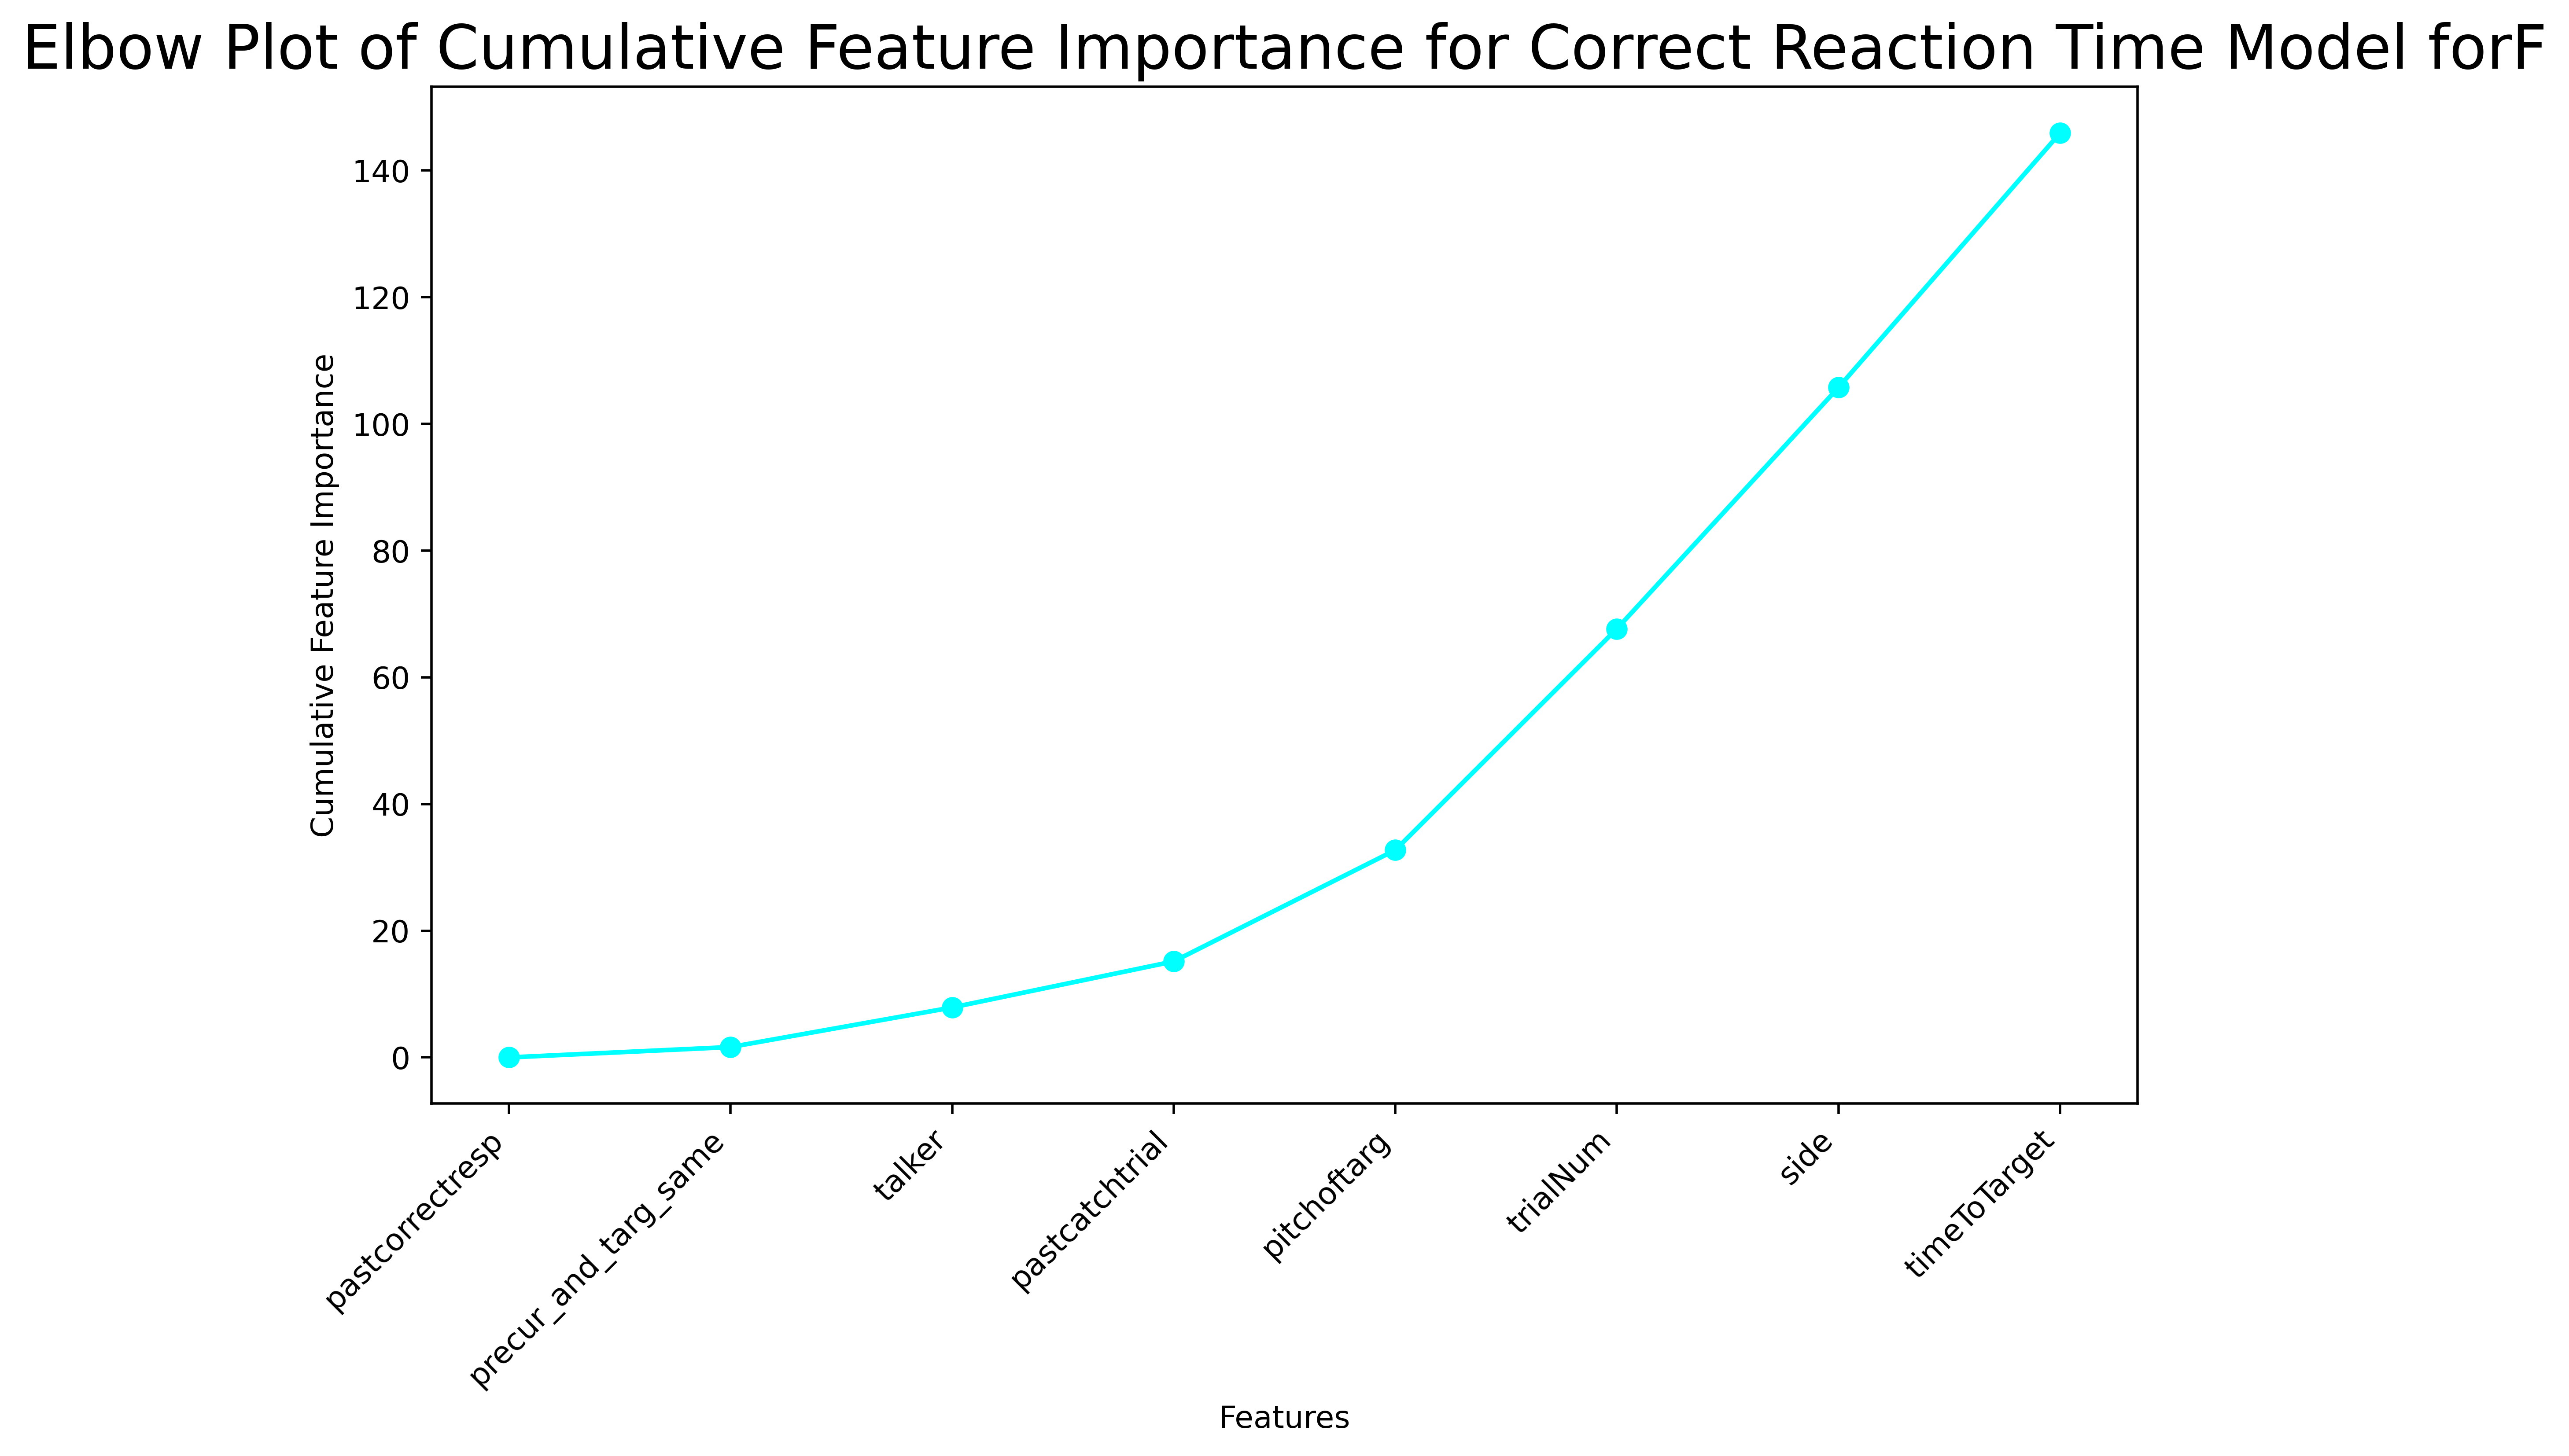 Elbow Plot of Cumulative Feature Importance for Correct Reaction Time Model forF
Cumulative Feature Importance
140
120
100
80
60
40
20
0
pastcorrectresp
precur_and_targ_same
talker
pastcatchtrial
pitchoftarg
trialNum
side
timeToTarget
Features